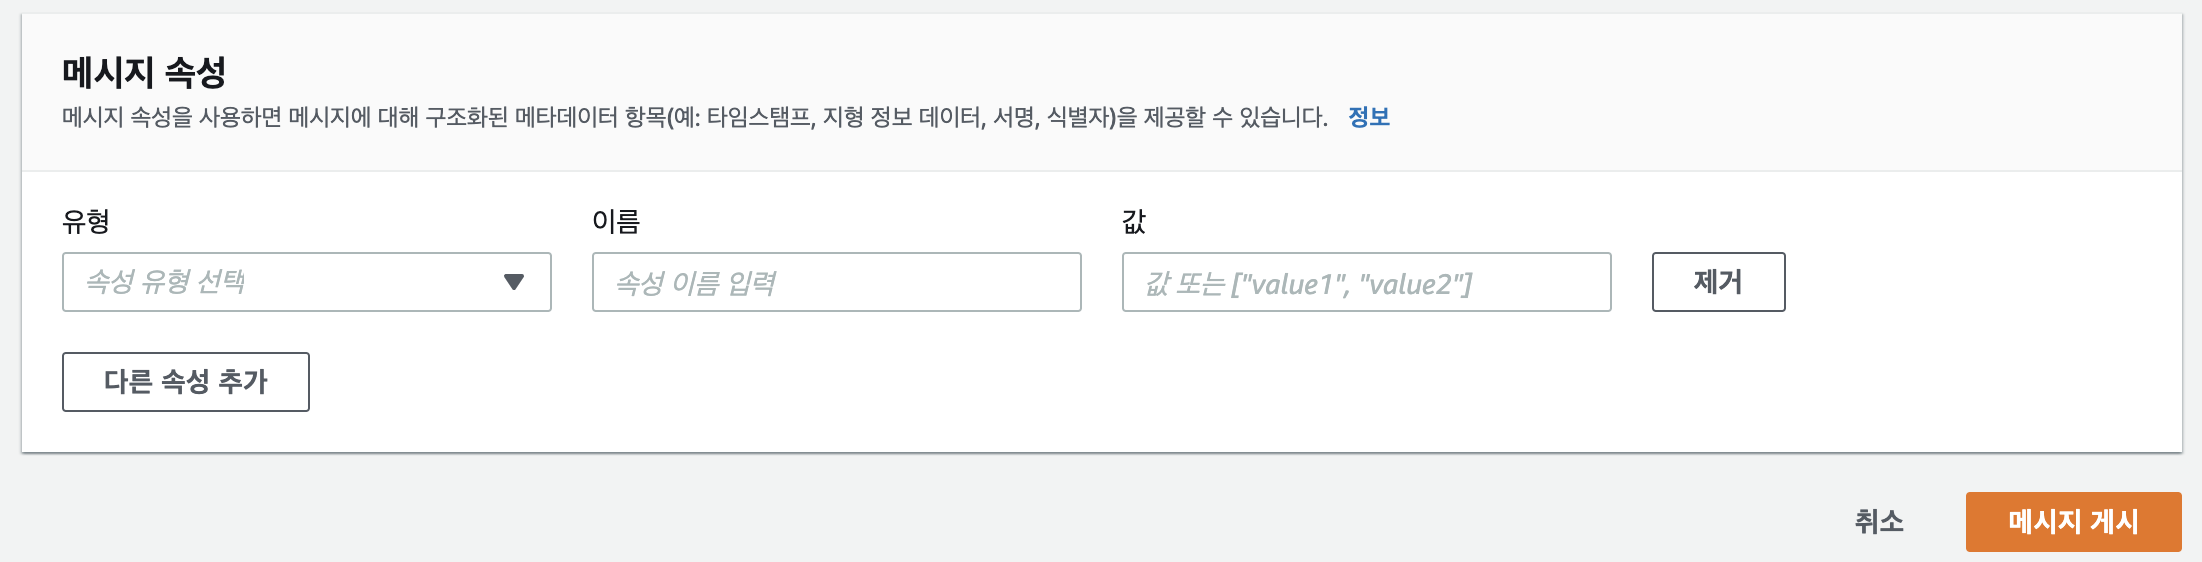 메시지 속성
메시지 속성을 사용하면 메시지에 대해 구조화된 메타데이터 항목(예: 타임스탬프, 지형 정보 데이터, 서명, 식별자)을 제공할 수 있습니다. 정보
유형 이름 값
속성 유형 선택 속성 이름 입력 값 또는 ["value1", "value2"] 제거
다른 속성 추가
취소 메시지 게시